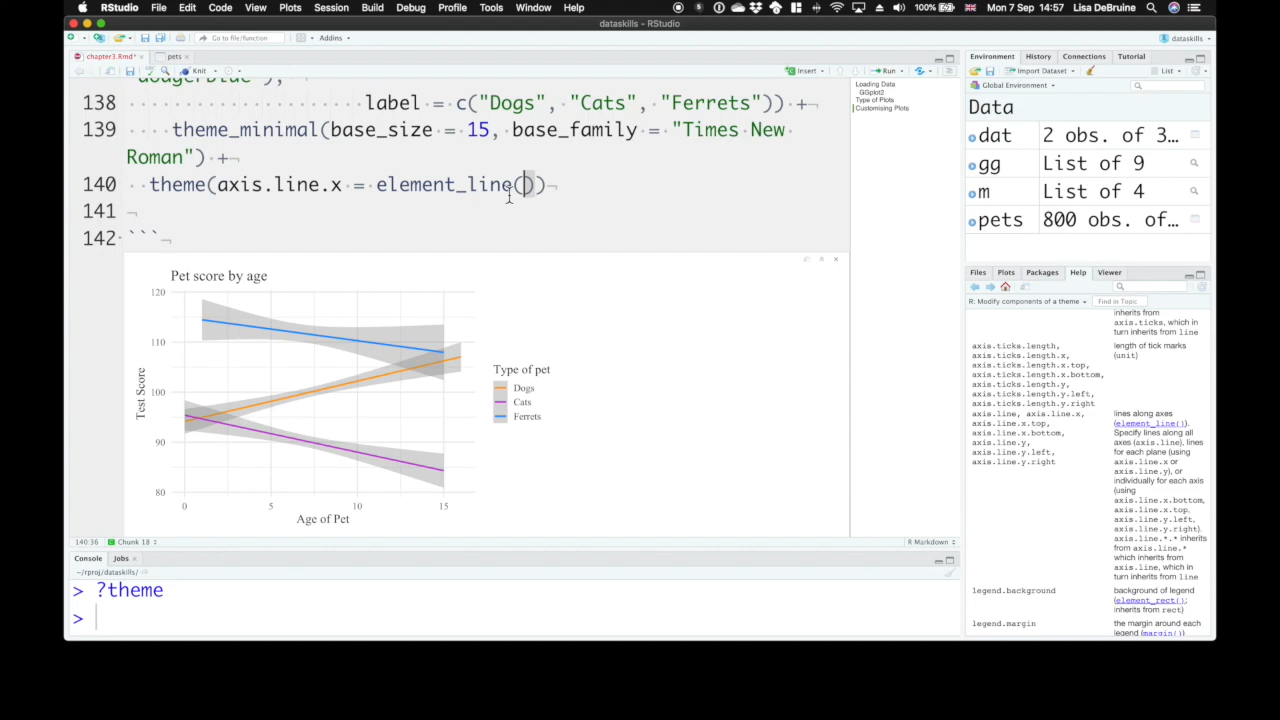 RStudio File Edit Code View Plots Session Build Debug Profile Tools Window Help 100% Mon 7 Sep 14:57 Lisa DeBruine
dataskills — RStudio
Go to file/function Addins dataskills
chapter3.Rmd* pets
Knit Insert Run
"dodgerblue"),
138 label = c("Dogs", "Cats", "Ferrets")) +
139 theme_minimal(base_size = 15, base_family = "Times New
Roman") +
140 theme(axis.line.x = element_line())
141
142 ```
Loading Data
GGplot2
Type of Plots
Customising Plots
Pet score by age
120
110
100
90
80
Test Score
0 5 10 15
Age of Pet
Type of pet
Dogs
Cats
Ferrets
140:36 Chunk 18 R Markdown
Console Jobs
~/rproj/dataskills/
> ?theme
>
Environment History Connections Tutorial
Import Dataset List
Global Environment
Data
dat 2 obs. of 3…
gg List of 9
m List of 4
pets 800 obs. of…
Files Plots Packages Help Viewer
R: Modify components of a theme Find in Topic
inherits from
axis.ticks, which in
turn inherits from line
axis.ticks.length,
axis.ticks.length.x,
axis.ticks.length.x.top,
axis.ticks.length.x.bottom,
axis.ticks.length.y,
axis.ticks.length.y.left,
axis.ticks.length.y.right
length of tick marks
(unit)
axis.line, axis.line.x,
axis.line.x.top,
axis.line.x.bottom,
axis.line.y,
axis.line.y.left,
axis.line.y.right
lines along axes
(element_line()).
Specify lines along all
axes (axis.line), lines
for each plane (using
axis.line.x or
axis.line.y), or
individually for each axis
(using
axis.line.x.bottom,
axis.line.x.top,
axis.line.y.left,
axis.line.y.right).
axis.line.*.* inherits
from axis.line.*
which inherits from
axis.line, which in
turn inherits from line
legend.background
background of legend
(element_rect();
inherits from rect)
legend.margin
the margin around each
legend (margin())